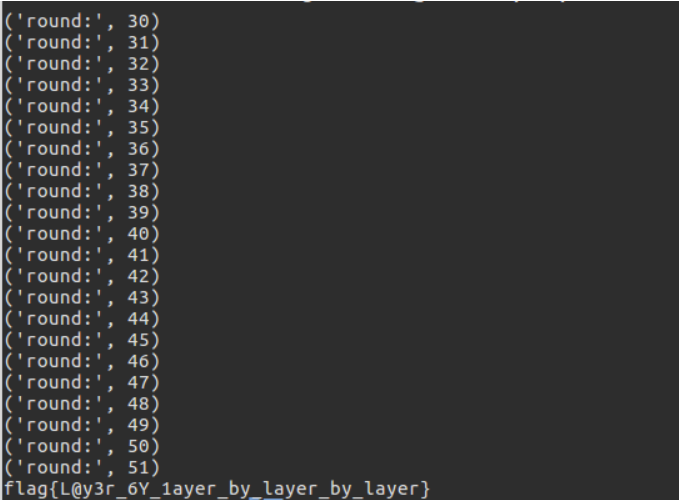 ('round:', 30)
('round:', 31)
('round:', 32)
('round:', 33)
('round:', 34)
('round:', 35)
('round:', 36)
('round:', 37)
('round:', 38)
('round:', 39)
('round:', 40)
('round:', 41)
('round:', 42)
('round:', 43)
('round:', 44)
('round:', 45)
('round:', 46)
('round:', 47)
('round:', 48)
('round:', 49)
('round:', 50)
('round:', 51)
flag{L@y3r_6Y_1ayer_by_layer_by_layer}